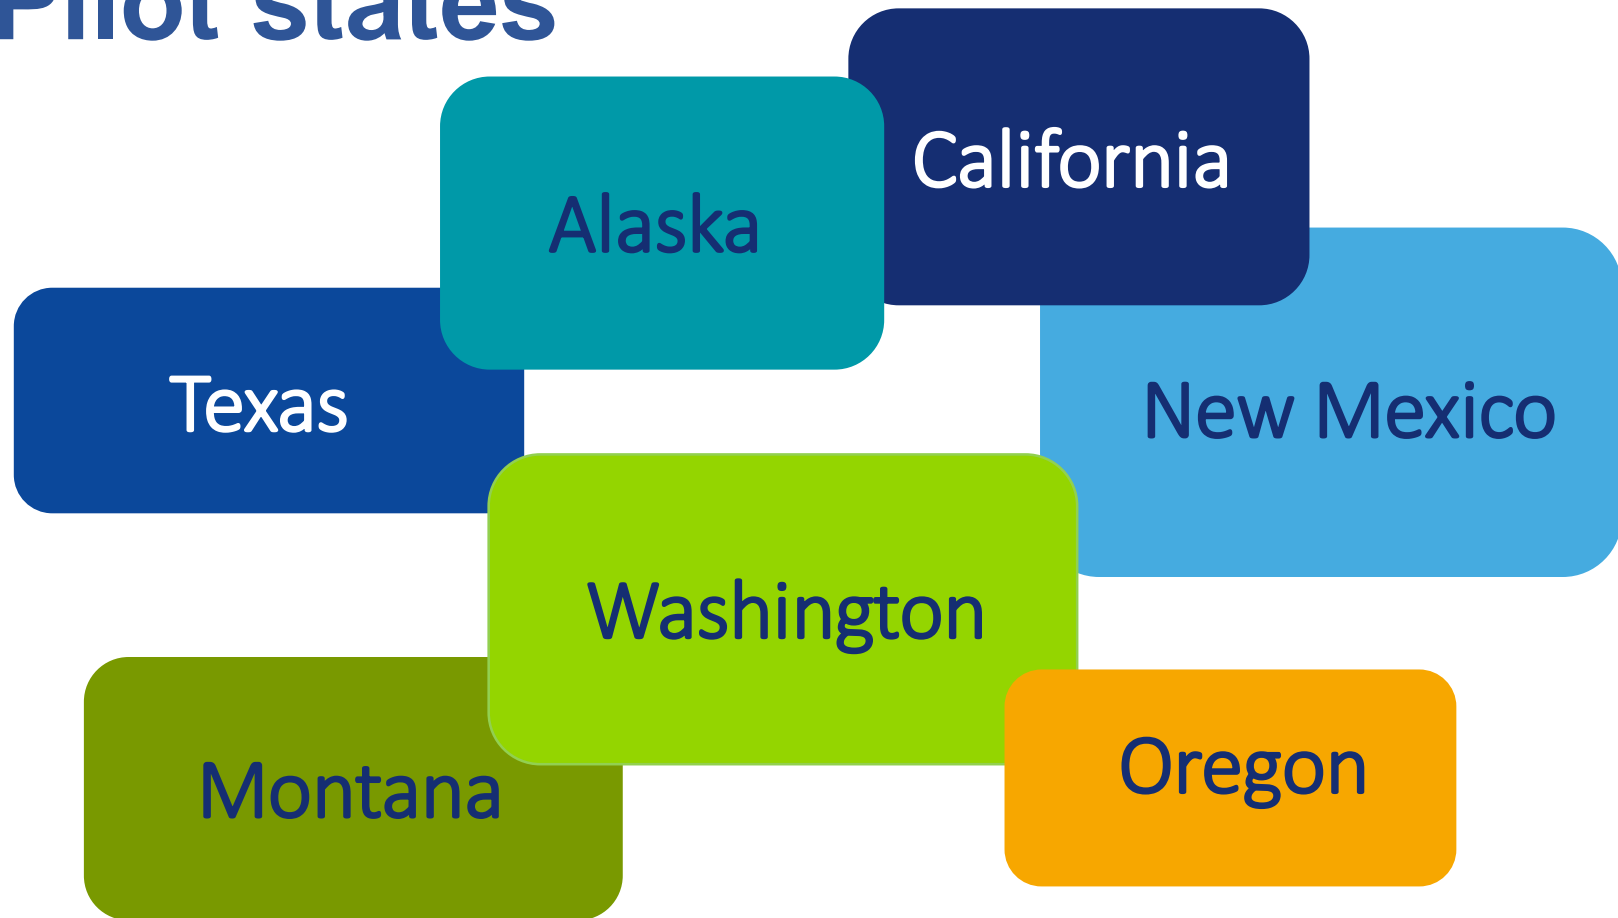 Pilot states
California
Alaska
Texas
New Mexico
Washington
Montana
Oregon